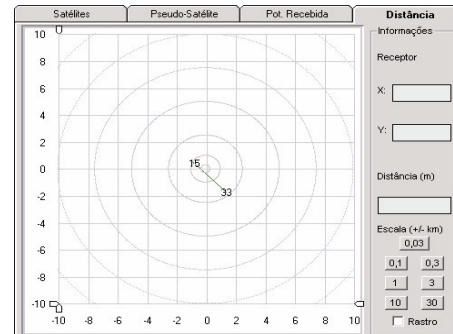 Satélites Pseudo-Satélite Pot. Recebida Distância
Informações
Receptor
X:
Y:
Distância (m)
Escala (+/- km)
0,03
0,1 0,3
1 3
10 30
Rastro
10
8
6
4
2
0
-2
-4
-6
-8
-10
15
33
-10 -8 -6 -4 -2 0 2 4 6 8 10